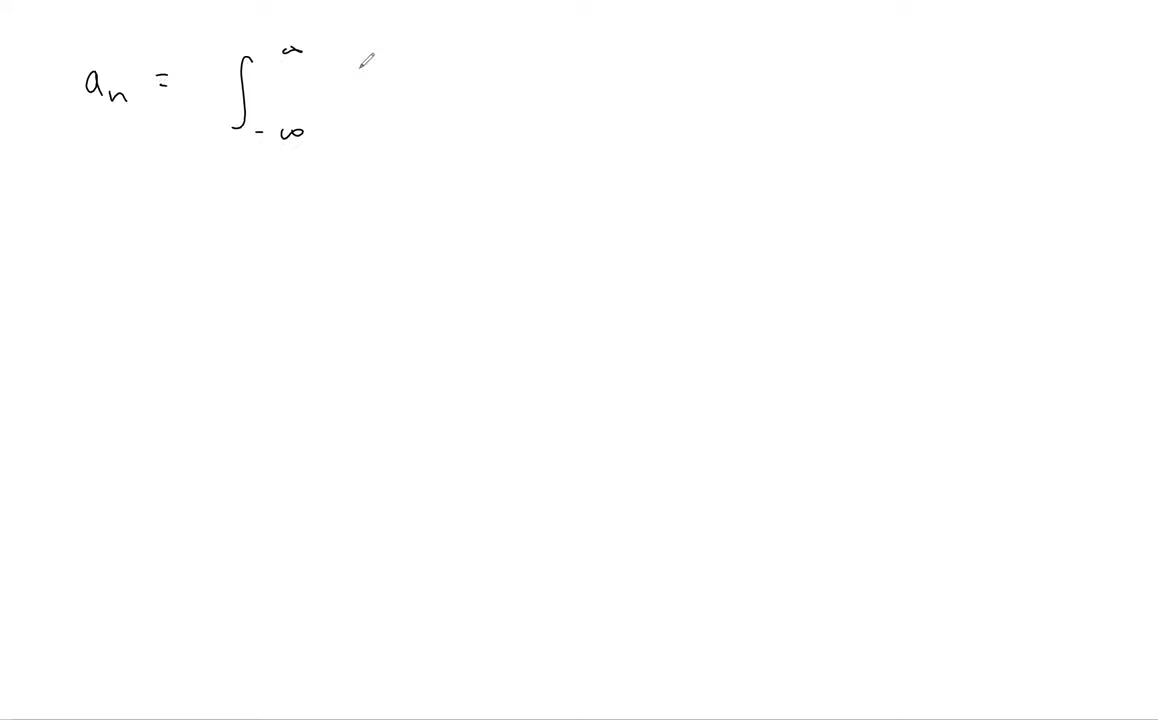 aₙ = ∫_{-∞}^{∞}